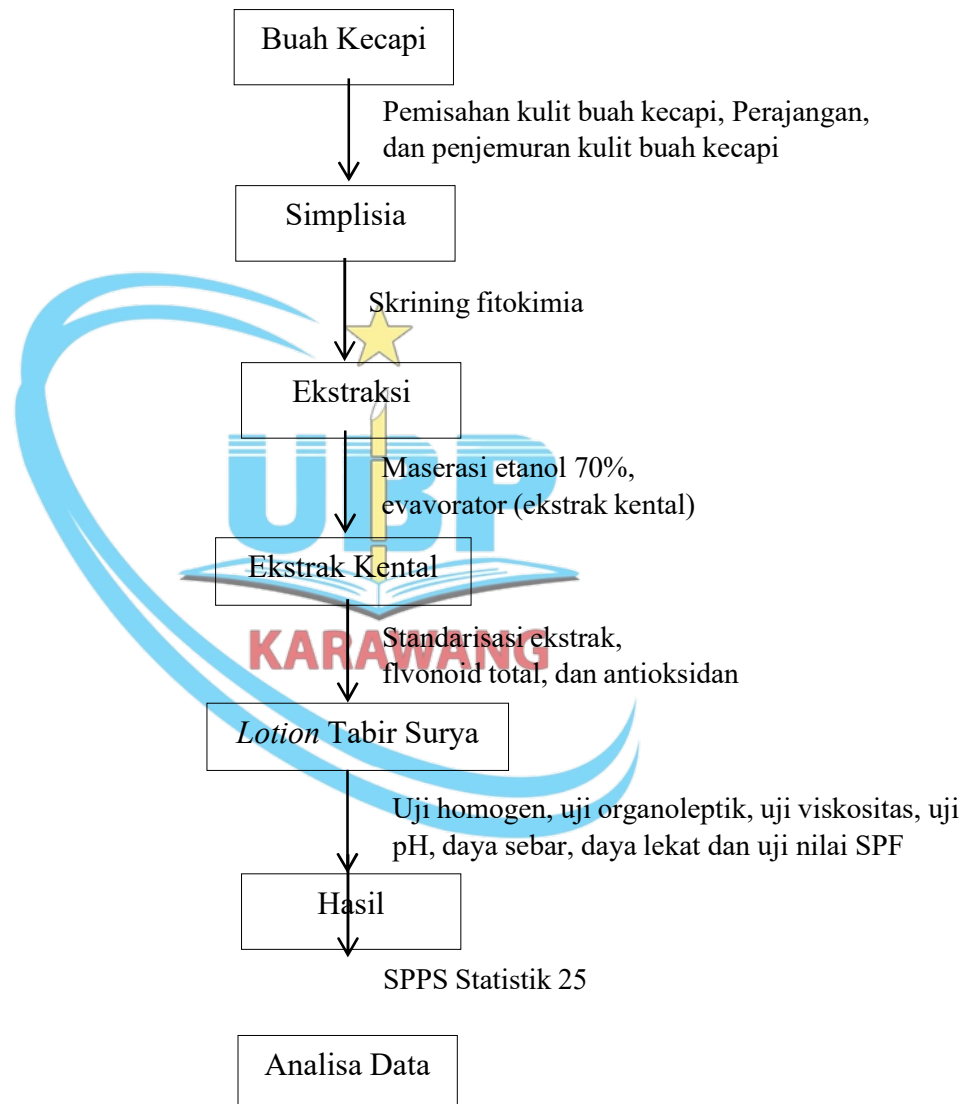 Buah Kecapi
Pemisahan kulit buah kecapi, Perajangan,
dan penjemuran kulit buah kecapi
Simplisia
Skrining fitokimia
Ekstraksi
Maserasi etanol 70%,
evavorator (ekstrak kental)
UBP
Ekstrak Kental
KARAWANG
Standarisasi ekstrak,
flvonoid total, dan antioksidan
Lotion Tabir Surya
Uji homogen, uji organoleptik, uji viskositas, uji
pH, daya sebar, daya lekat dan uji nilai SPF
Hasil
SPPS Statistik 25
Analisa Data